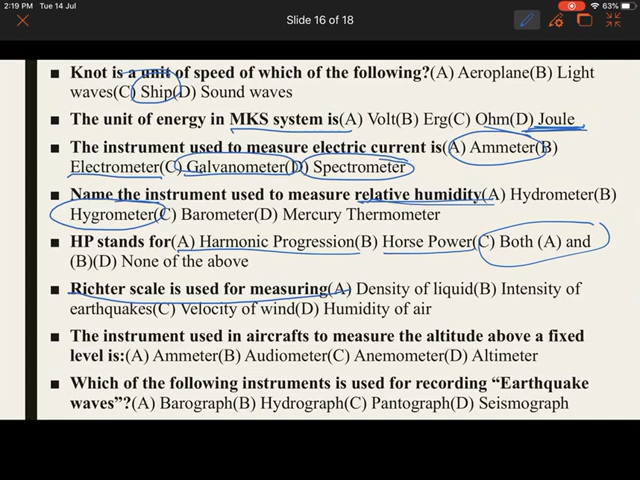 2:19 PM Tue 14 Jul
63%
Slide 16 of 18
Knot is a unit of speed of which of the following?(A) Aeroplane(B) Light
waves(C) Ship(D) Sound waves
The unit of energy in MKS system is(A) Volt(B) Erg(C) Ohm(D) Joule
The instrument used to measure electric current is(A) Ammeter(B)
Electrometer(C) Galvanometer(D) Spectrometer
Name the instrument used to measure relative humidity(A) Hydrometer(B)
Hygrometer(C) Barometer(D) Mercury Thermometer
HP stands for(A) Harmonic Progression(B) Horse Power(C) Both (A) and
(B)(D) None of the above
Richter scale is used for measuring(A) Density of liquid(B) Intensity of
earthquakes(C) Velocity of wind(D) Humidity of air
The instrument used in aircrafts to measure the altitude above a fixed
level is:(A) Ammeter(B) Audiometer(C) Anemometer(D) Altimeter
Which of the following instruments is used for recording “Earthquake
waves”?(A) Barograph(B) Hydrograph(C) Pantograph(D) Seismograph